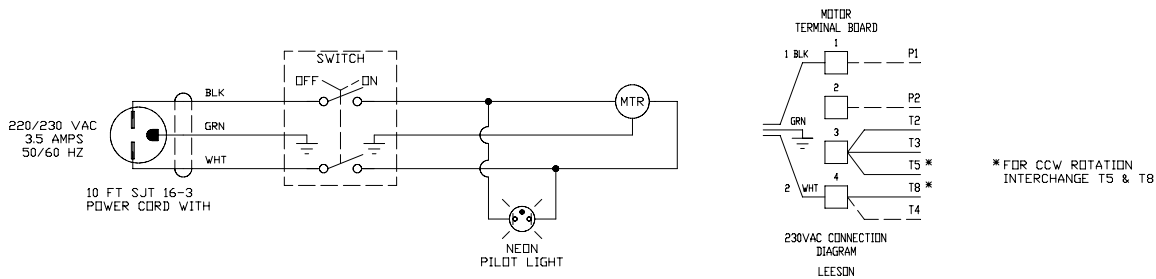 220/230 VAC
3.5 AMPS
50/60 HZ
10 FT SJT 16-3
POWER CORD WITH
BLK
GRN
WHT
SWITCH
OFF
ON
MTR
NEON
PILOT LIGHT
MOTOR
TERMINAL BOARD
1 BLK
GRN
2 WHT
1
P1
2
P2
3
T2
T3
T5 *
4
T8 *
T4
230VAC CONNECTION
DIAGRAM
LEESON
* FOR CCW ROTATION
INTERCHANGE T5 & T8